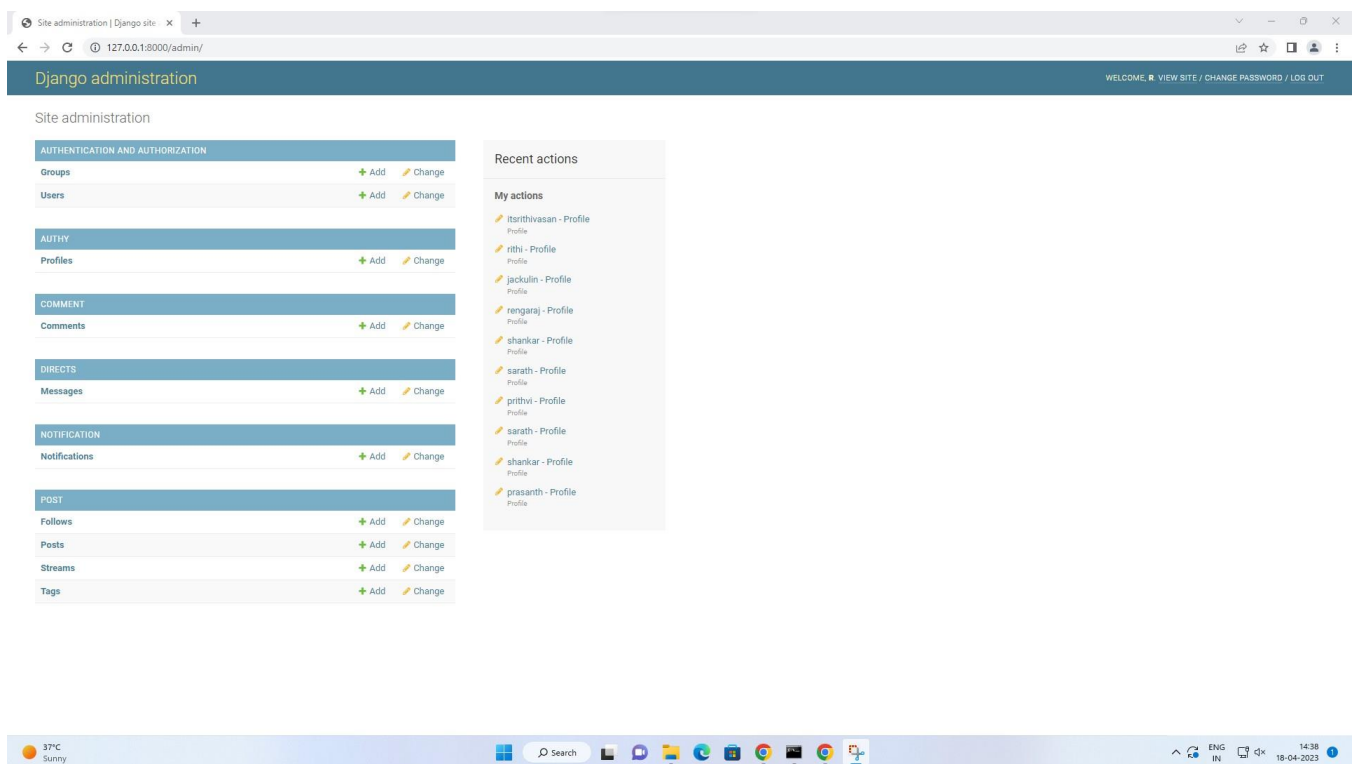 Site administration | Django site
127.0.0.1:8000/admin/
Django administration
WELCOME, R. VIEW SITE / CHANGE PASSWORD / LOG OUT
Site administration
AUTHENTICATION AND AUTHORIZATION
Groups Add Change
Users Add Change
AUTHY
Profiles Add Change
COMMENT
Comments Add Change
DIRECTS
Messages Add Change
NOTIFICATION
Notifications Add Change
POST
Follows Add Change
Posts Add Change
Streams Add Change
Tags Add Change
Recent actions
My actions
itsrithivasan - Profile
Profile
rithi - Profile
Profile
jackulin - Profile
Profile
rengaraj - Profile
Profile
shankar - Profile
Profile
sarath - Profile
Profile
prithvi - Profile
Profile
sarath - Profile
Profile
shankar - Profile
Profile
prasanth - Profile
Profile
37°C
Sunny
Search
ENG
IN
14:38
18-04-2023
1